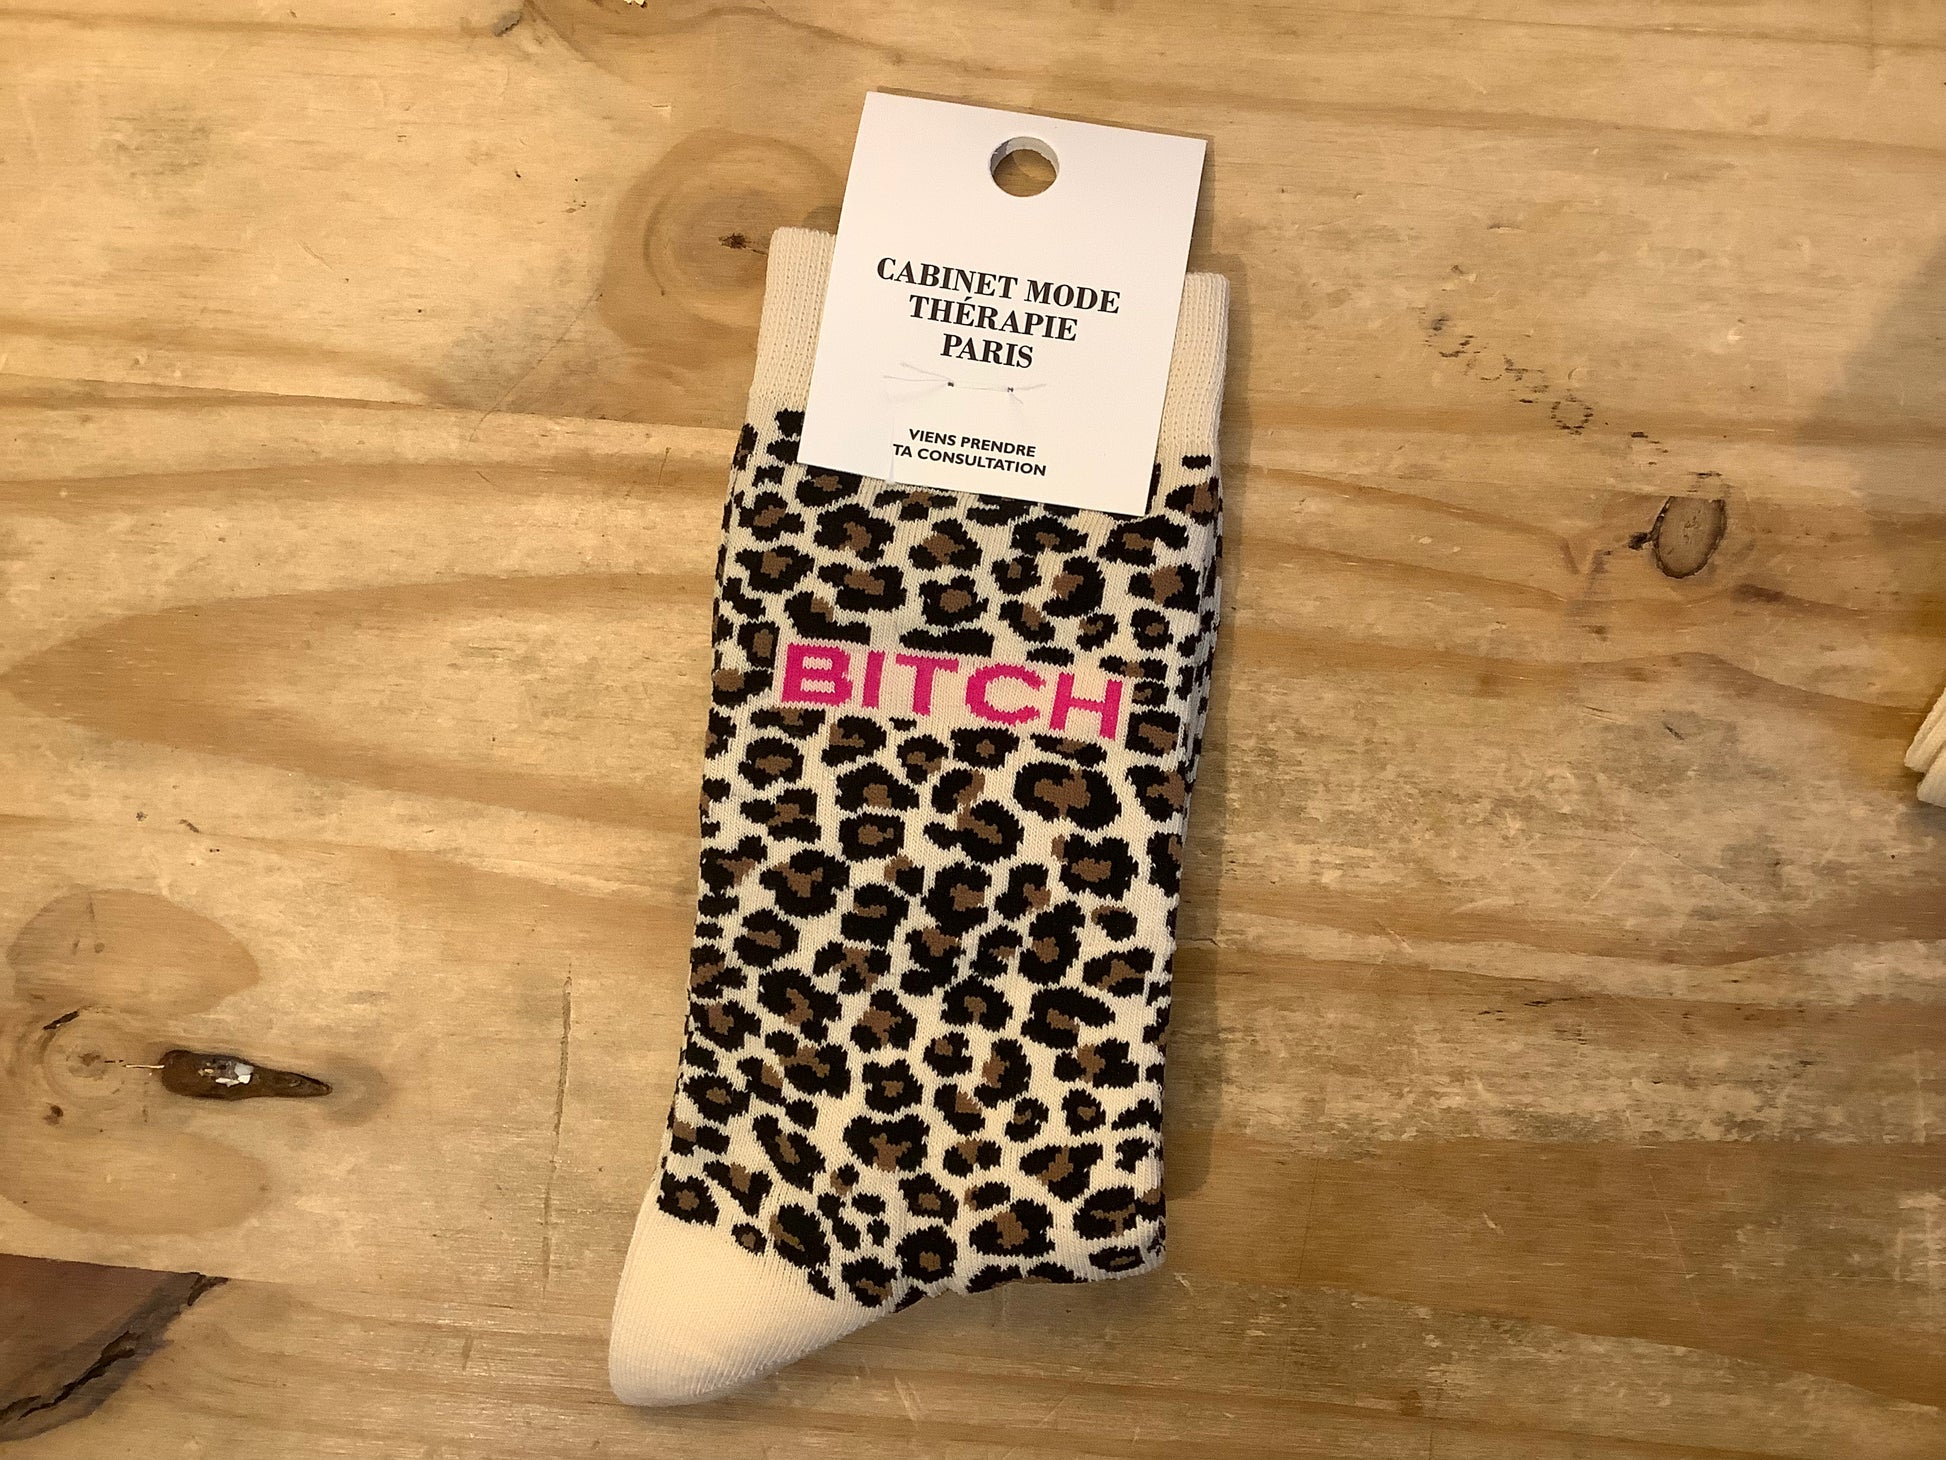 CABINET MODE
THÉRAPIE
PARIS
VIENS PRENDRE
TA CONSULTATION
BITCH